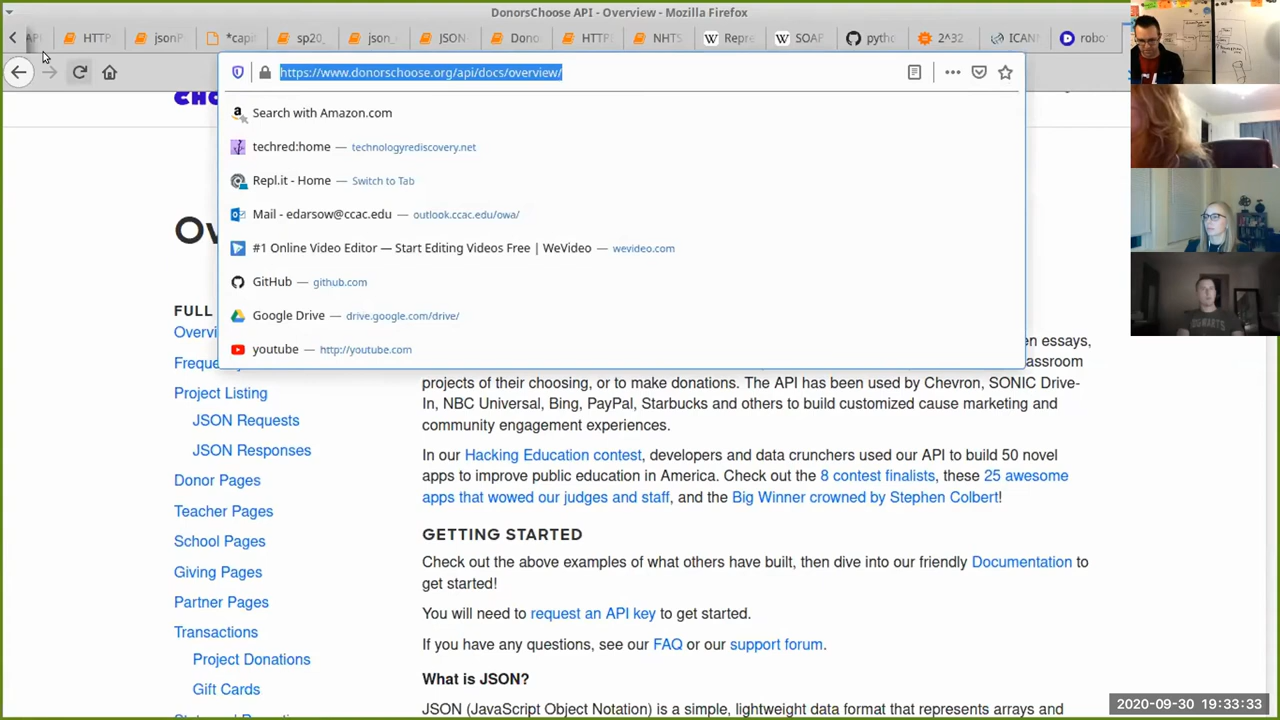 DonorsChoose API - Overview - Mozilla Firefox
HTTP
jsonP
*capi
sp20_
json_
JSON
Dono
HTTP
NHTS
Repre
SOAP
pytho
2^32
ICANN
robo
https://www.donorschoose.org/api/docs/overview/
Search with Amazon.com
techred:home — technologyrediscovery.net
Repl.it - Home — Switch to Tab
Mail - edarsow@ccac.edu — outlook.ccac.edu/owa/
#1 Online Video Editor — Start Editing Videos Free | WeVideo — wevideo.com
GitHub — github.com
Google Drive — drive.google.com/drive/
youtube — http://youtube.com
Ov
FULL
Overvi
Freque
Project Listing
JSON Requests
JSON Responses
Donor Pages
Teacher Pages
School Pages
Giving Pages
Partner Pages
Transactions
Project Donations
Gift Cards
en essays,
assroom
projects of their choosing, or to make donations. The API has been used by Chevron, SONIC Drive-
In, NBC Universal, Bing, PayPal, Starbucks and others to build customized cause marketing and
community engagement experiences.
In our Hacking Education contest, developers and data crunchers used our API to build 50 novel
apps to improve public education in America. Check out the 8 contest finalists, these 25 awesome
apps that wowed our judges and staff, and the Big Winner crowned by Stephen Colbert!
GETTING STARTED
Check out the above examples of what others have built, then dive into our friendly Documentation to
get started!
You will need to request an API key to get started.
If you have any questions, see our FAQ or our support forum.
What is JSON?
JSON (JavaScript Object Notation) is a simple, lightweight data format that represents arrays and
2020-09-30 19:33:33